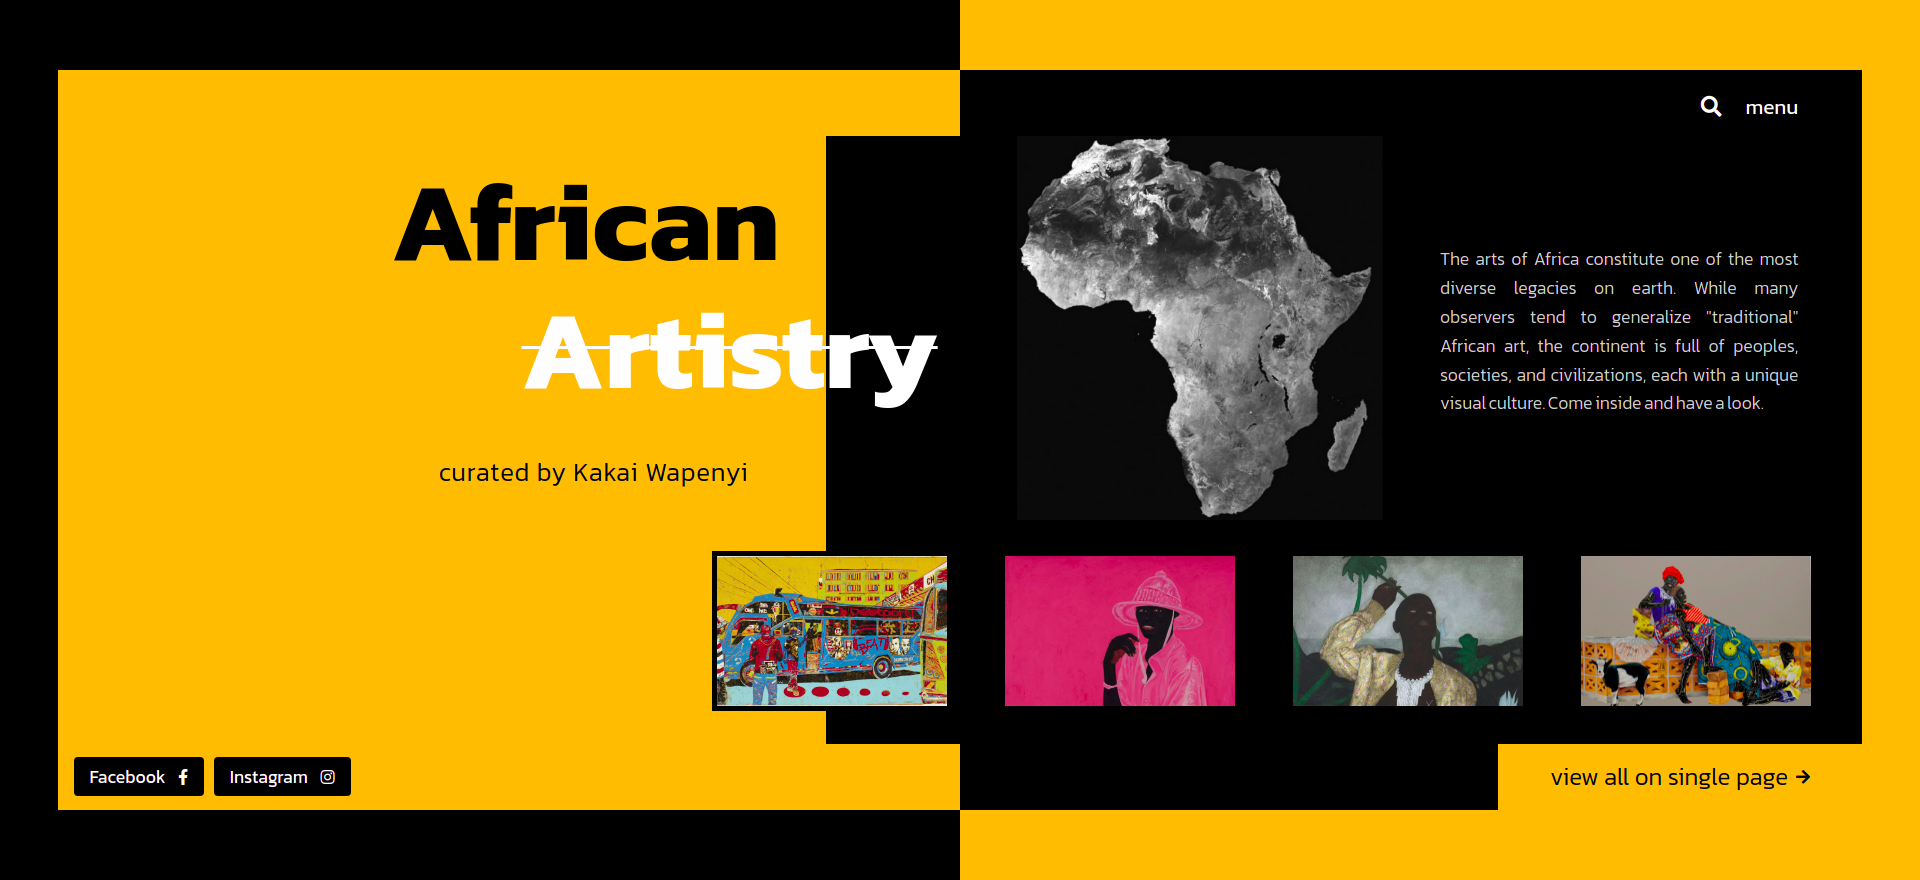 menu
African
Artistry
curated by Kakai Wapenyi
The arts of Africa constitute one of the most
diverse legacies on earth. While many
observers tend to generalize "traditional"
African art, the continent is full of peoples,
societies, and civilizations, each with a unique
visual culture. Come inside and have a look.
Facebook
Instagram
view all on single page →